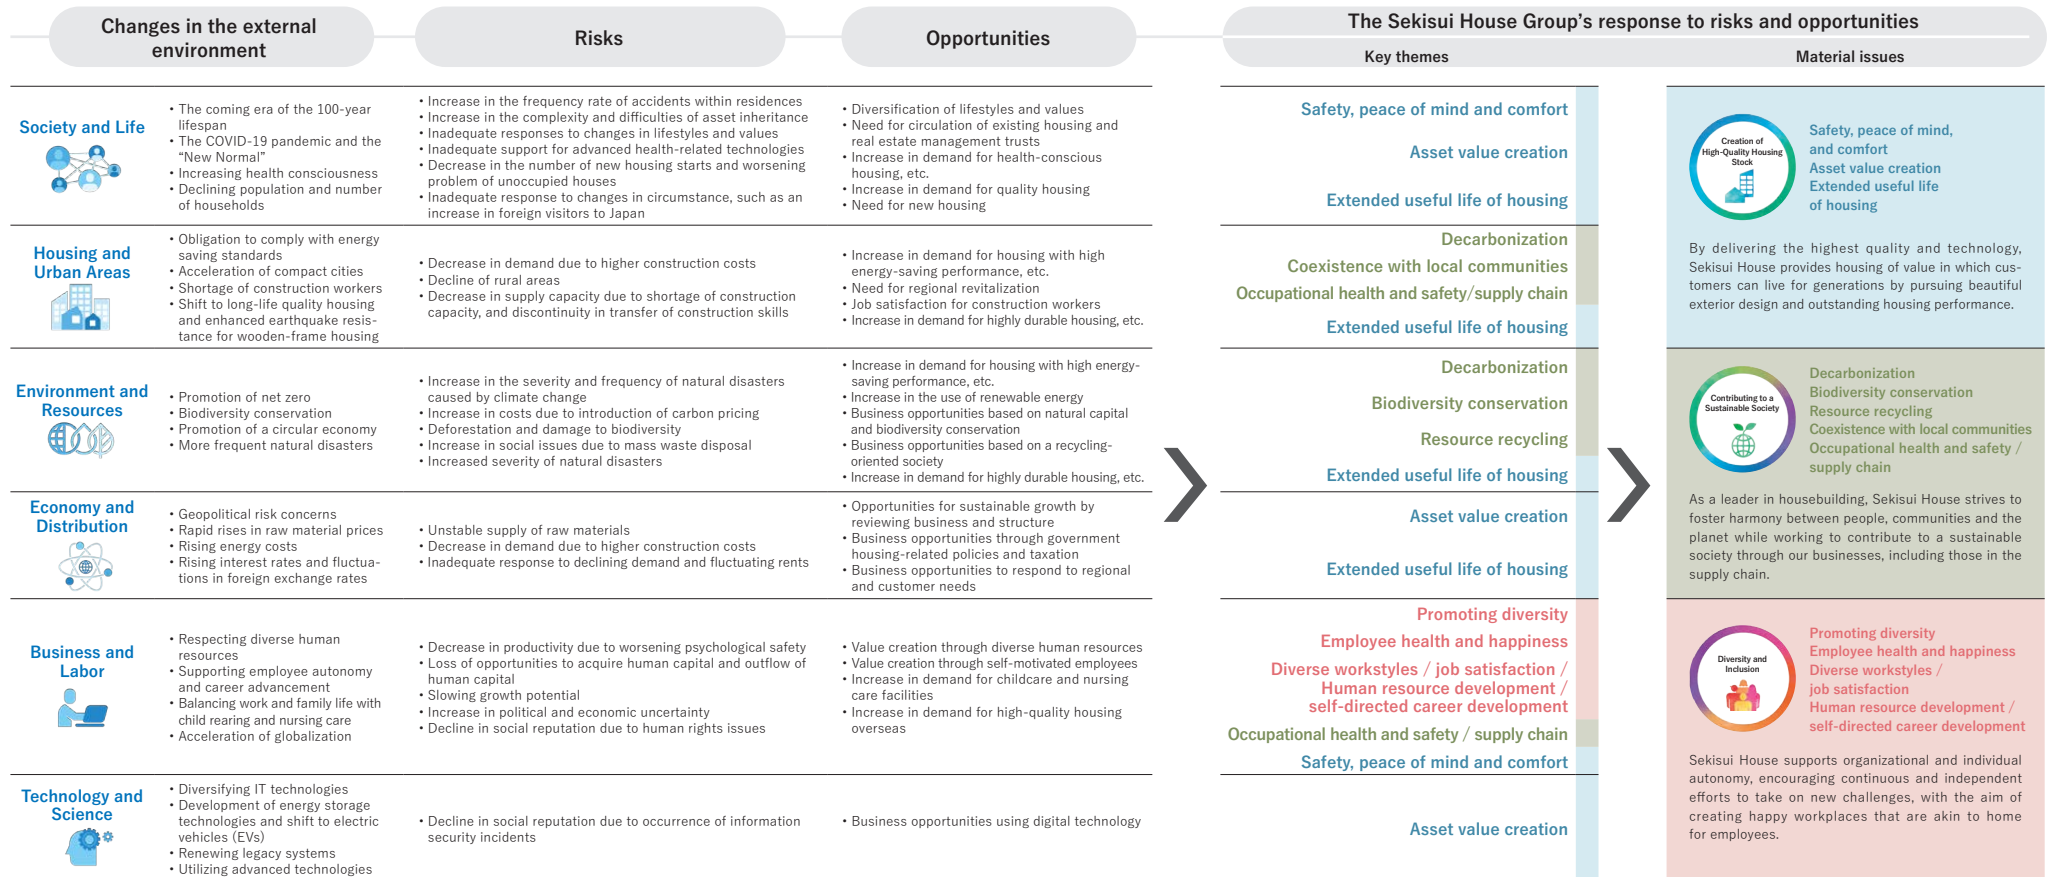 Changes in the external
environment
Risks
Opportunities
The Sekisui House Group's response to risks and opportunities
Key themes
Material issues
Society and Life
• The coming era of the 100-year
lifespan
• The COVID-19 pandemic and the
“New Normal”
• Increasing health consciousness
• Declining population and number
of households
• Increase in the frequency rate of accidents within residences
• Increase in the complexity and difficulties of asset inheritance
• Inadequate responses to changes in lifestyles and values
• Inadequate support for advanced health-related technologies
• Decrease in the number of new housing starts and worsening
problem of unoccupied houses
• Inadequate response to changes in circumstance, such as an
increase in foreign visitors to Japan
• Diversification of lifestyles and values
• Need for circulation of existing housing and
real estate management trusts
• Increase in demand for health-conscious
housing, etc.
• Increase in demand for quality housing
• Need for new housing
Safety, peace of mind and comfort
Asset value creation
Extended useful life of housing
Housing and
Urban Areas
• Obligation to comply with energy
saving standards
• Acceleration of compact cities
• Shortage of construction workers
• Shift to long-life quality housing
and enhanced earthquake resis-
tance for wooden-frame housing
• Decrease in demand due to higher construction costs
• Decline of rural areas
• Decrease in supply capacity due to shortage of construction
capacity, and discontinuity in transfer of construction skills
• Increase in demand for housing with high
energy-saving performance, etc.
• Need for regional revitalization
• Job satisfaction for construction workers
• Increase in demand for highly durable housing, etc.
Decarbonization
Coexistence with local communities
Occupational health and safety/supply chain
Extended useful life of housing
Environment and
Resources
• Promotion of net zero
• Biodiversity conservation
• Promotion of a circular economy
• More frequent natural disasters
• Increase in the severity and frequency of natural disasters
caused by climate change
• Increase in costs due to introduction of carbon pricing
• Deforestation and damage to biodiversity
• Increase in social issues due to mass waste disposal
• Increased severity of natural disasters
• Increase in demand for housing with high energy-
saving performance, etc.
• Increase in the use of renewable energy
• Business opportunities based on natural capital
and biodiversity conservation
• Business opportunities based on a recycling-
oriented society
• Increase in demand for highly durable housing, etc.
Decarbonization
Biodiversity conservation
Resource recycling
Extended useful life of housing
Economy and
Distribution
• Geopolitical risk concerns
• Rapid rises in raw material prices
• Rising energy costs
• Rising interest rates and fluctua-
tions in foreign exchange rates
• Unstable supply of raw materials
• Decrease in demand due to higher construction costs
• Inadequate response to declining demand and fluctuating rents
• Opportunities for sustainable growth by
reviewing business and structure
• Business opportunities through government
housing-related policies and taxation
• Business opportunities to respond to regional
and customer needs
Asset value creation
Extended useful life of housing
Business and
Labor
• Respecting diverse human
resources
• Supporting employee autonomy
and career advancement
• Balancing work and family life with
child rearing and nursing care
• Acceleration of globalization
• Decrease in productivity due to worsening psychological safety
• Loss of opportunities to acquire human capital and outflow of
human capital
• Slowing growth potential
• Increase in political and economic uncertainty
• Decline in social reputation due to human rights issues
• Value creation through diverse human resources
• Value creation through self-motivated employees
• Increase in demand for childcare and nursing
care facilities
• Increase in demand for high-quality housing
overseas
Promoting diversity
Employee health and happiness
Diverse workstyles / job satisfaction /
Human resource development /
self-directed career development
Occupational health and safety / supply chain
Safety, peace of mind and comfort
Technology and
Science
• Diversifying IT technologies
• Development of energy storage
technologies and shift to electric
vehicles (EVs)
• Renewing legacy systems
• Utilizing advanced technologies
• Decline in social reputation due to occurrence of information
security incidents
• Business opportunities using digital technology
Asset value creation
Creation of
High-Quality Housing
Stock
Safety, peace of mind,
and comfort
Asset value creation
Extended useful life
of housing
By delivering the highest quality and technology,
Sekisui House provides housing of value in which cus-
tomers can live for generations by pursuing beautiful
exterior design and outstanding housing performance.
Contributing to a
Sustainable Society
Decarbonization
Biodiversity conservation
Resource recycling
Coexistence with local communities
Occupational health and safety /
supply chain
As a leader in housebuilding, Sekisui House strives to
foster harmony between people, communities and the
planet while working to contribute to a sustainable
society through our businesses, including those in the
supply chain.
Diversity and
Inclusion
Promoting diversity
Employee health and happiness
Diverse workstyles /
job satisfaction
Human resource development /
self-directed career development
Sekisui House supports organizational and individual
autonomy, encouraging continuous and independent
efforts to take on new challenges, with the aim of
creating happy workplaces that are akin to home
for employees.